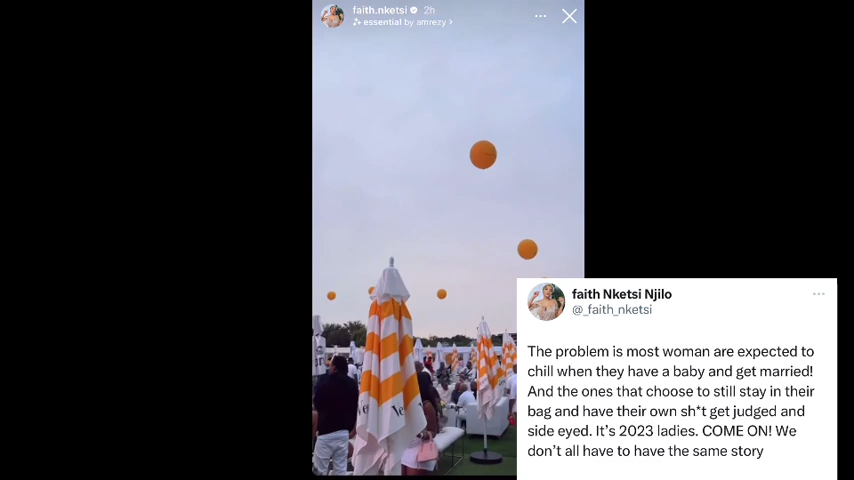 faith.nketsi 2h
essential by amrezy >
faith Nketsi Njilo
@_faith_nketsi
The problem is most woman are expected to
chill when they have a baby and get married!
And the ones that choose to still stay in their
bag and have their own sh*t get judged and
side eyed. It's 2023 ladies. COME ON! We
don't all have to have the same story